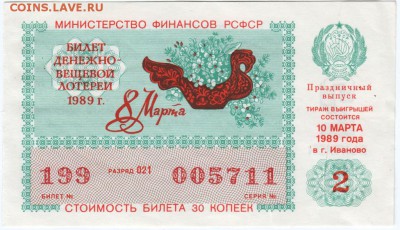 COINS.LAVE.RU
МИНИСТЕРСТВО ФИНАНСОВ РСФСР
БИЛЕТ
ДЕНЕЖНО-
ВЕЩЕВОЙ
ЛОТЕРЕИ
1989 г.
8 Марта
Праздничный
выпуск
ТИРАЖ ВЫИГРЫШЕЙ
СОСТОИТСЯ
10 МАРТА
1989 года
в г. Иваново
199 РАЗРЯД 021 005711
БИЛЕТ № СЕРИЯ №
2
СТОИМОСТЬ БИЛЕТА 30 КОПЕЕК